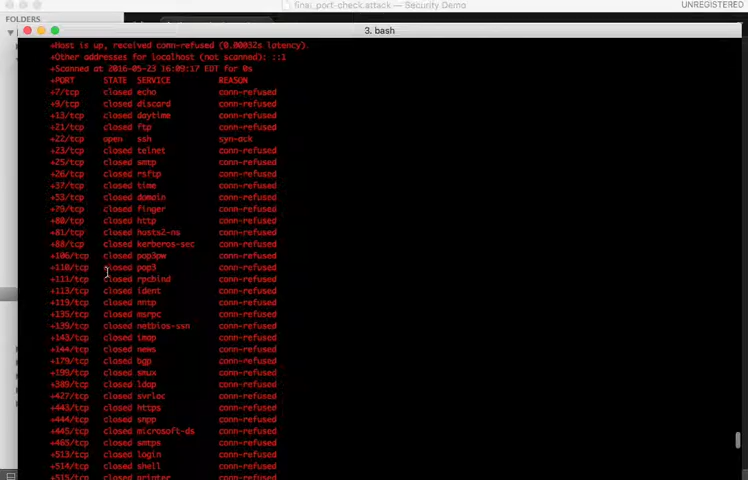 final_port-check.attack — Security Demo
UNREGISTERED
FOLDERS
3. bash
+Host is up, received conn-refused (0.00032s latency).
+Other addresses for localhost (not scanned): ::1
+Scanned at 2016-05-23 16:09:17 EDT for 0s
+PORT STATE SERVICE REASON
+7/tcp closed echo conn-refused
+9/tcp closed discard conn-refused
+13/tcp closed daytime conn-refused
+21/tcp closed ftp conn-refused
+22/tcp open ssh syn-ack
+23/tcp closed telnet conn-refused
+25/tcp closed smtp conn-refused
+26/tcp closed rsftp conn-refused
+37/tcp closed time conn-refused
+53/tcp closed domain conn-refused
+79/tcp closed finger conn-refused
+80/tcp closed http conn-refused
+81/tcp closed hosts2-ns conn-refused
+88/tcp closed kerberos-sec conn-refused
+106/tcp closed pop3pw conn-refused
+110/tcp closed pop3 conn-refused
+111/tcp closed rpcbind conn-refused
+113/tcp closed ident conn-refused
+119/tcp closed nntp conn-refused
+135/tcp closed msrpc conn-refused
+139/tcp closed netbios-ssn conn-refused
+143/tcp closed imap conn-refused
+144/tcp closed news conn-refused
+179/tcp closed bgp conn-refused
+199/tcp closed smux conn-refused
+389/tcp closed ldap conn-refused
+427/tcp closed svrloc conn-refused
+443/tcp closed https conn-refused
+444/tcp closed snpp conn-refused
+445/tcp closed microsoft-ds conn-refused
+465/tcp closed smtps conn-refused
+513/tcp closed login conn-refused
+514/tcp closed shell conn-refused
+515/tcp closed printer conn-refused